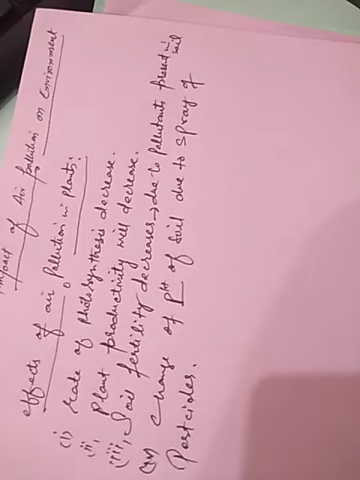 Impact of Air Pollution on Environment
effects of air Pollution in Plants.
(i) Rate of Photosynthesis decrease.
(ii) Plant productivity will decrease.
(iii) Soil fertility decreases → due to Pollutants present in soil
(iv) change of PH of Soil due to spray of
Pesticides.